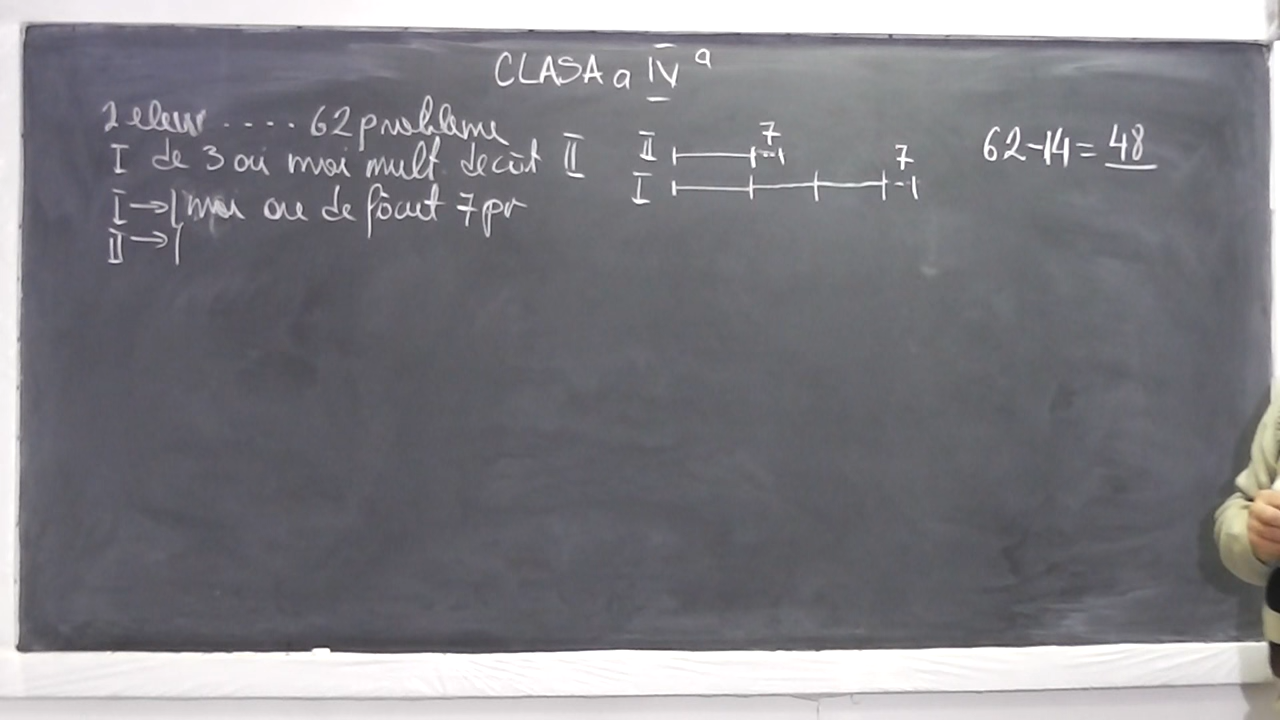 CLASA a IV a
2 elevi .... 62 probleme
I de 3 ori mai mult decât II
I → | mai are de făcut 7 pr
II → |
II 7
I 7
62-14= 48